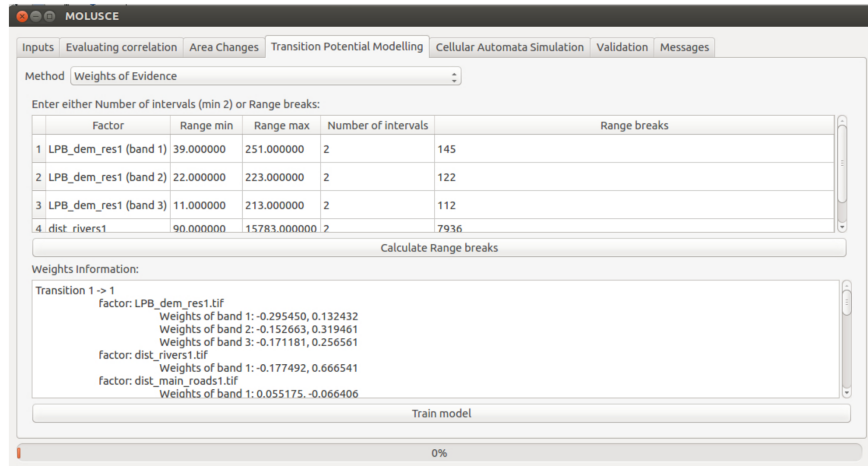 MOLUSCE
Inputs Evaluating correlation Area Changes Transition Potential Modelling Cellular Automata Simulation Validation Messages
Method Weights of Evidence
Enter either Number of intervals (min 2) or Range breaks:
Factor Range min Range max Number of intervals Range breaks
1 LPB_dem_res1 (band 1) 39.000000 251.000000 2 145
2 LPB_dem_res1 (band 2) 22.000000 223.000000 2 122
3 LPB_dem_res1 (band 3) 11.000000 213.000000 2 112
4 dist_rivers1 90.000000 15783.000000 2 7936
Calculate Range breaks
Weights Information:
Transition 1 -> 1
factor: LPB_dem_res1.tif
Weights of band 1: -0.295450, 0.132432
Weights of band 2: -0.152663, 0.319461
Weights of band 3: -0.171181, 0.256561
factor: dist_rivers1.tif
Weights of band 1: -0.177492, 0.666541
factor: dist_main_roads1.tif
Weights of band 1: 0.055175, -0.066406
Train model
0%